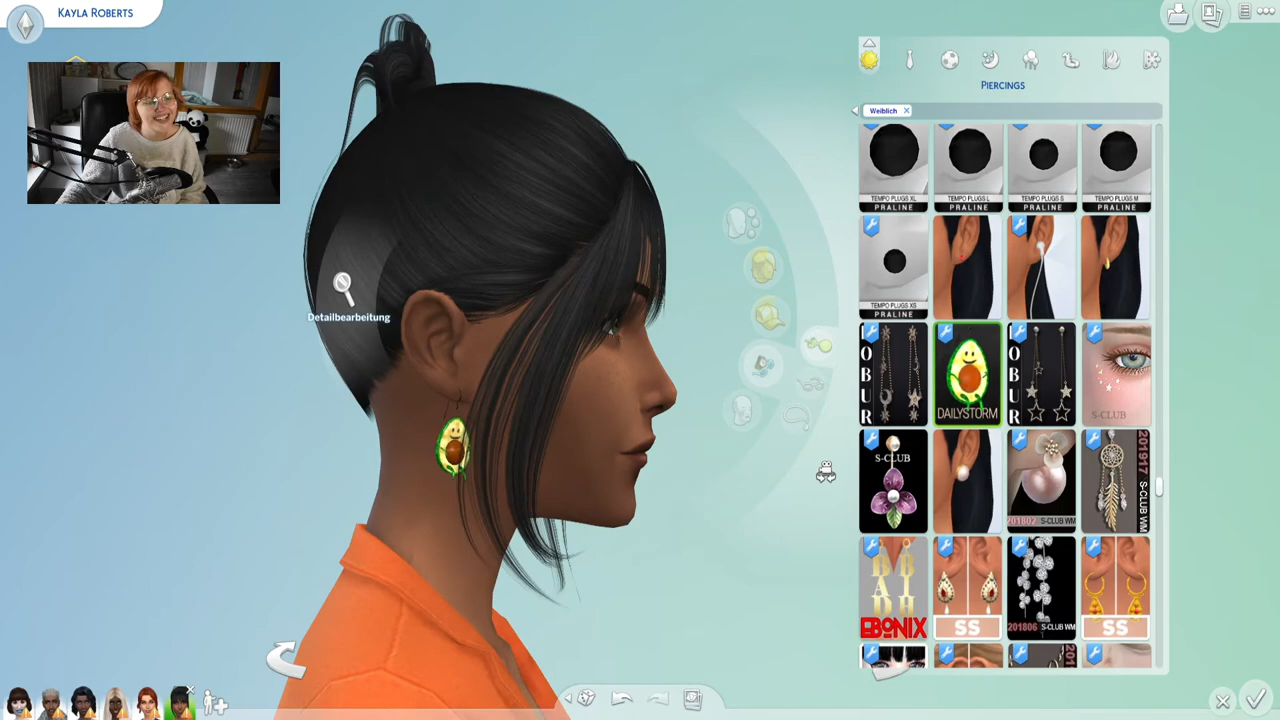 KAYLA ROBERTS
PIERCINGS
Weiblich
TEMPO PLUGS XL
PRALINE
TEMPO PLUGS L
PRALINE
TEMPO PLUGS S
PRALINE
TEMPO PLUGS M
PRALINE
TEMPO PLUGS XS
PRALINE
Detailbearbeitung
OBUR
DAILYSTORM
OBUR
S-CLUB
S-CLUB
201802 S-CLUB WM
201917 S-CLUB WM
BADH
BIDH
EBONIX
SS
201806 S-CLUB WM
SS